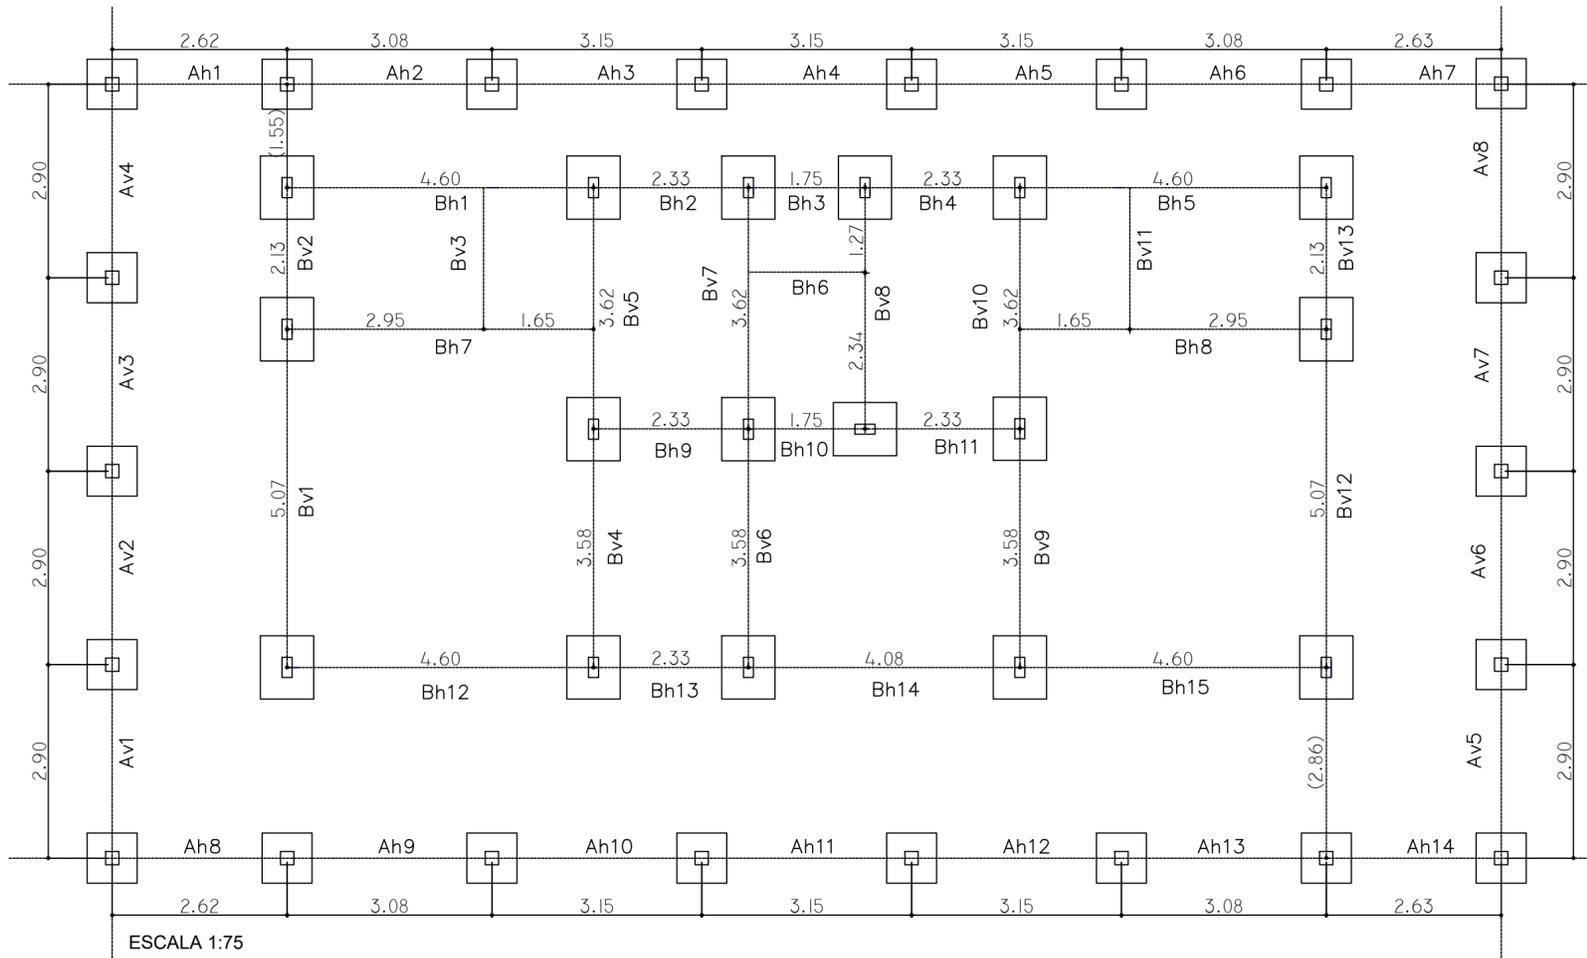 2.62 3.08 3.15 3.15 3.15 3.08 2.63
Ah1 Ah2 Ah3 Ah4 Ah5 Ah6 Ah7
(1.55)
2.90 Av4 Av8 2.90
4.60 2.33 1.75 2.33 4.60
Bh1 Bh2 Bh3 Bh4 Bh5
2.13 Bv2 Bv3 3.62 Bv5 Bv7 3.62 1.27 Bv8 Bv10 3.62 Bv11 2.13 Bv13
Bh6
2.34
2.95 1.65 1.65 2.95
Bh7 Bh8
2.90 Av3 Av7 2.90
2.33 1.75 2.33
Bh9 Bh10 Bh11
5.07 Bv1 5.07 Bv12
2.90 Av2 3.58 Bv4 3.58 Bv6 3.58 Bv9 Av6 2.90
4.60 2.33 4.08 4.60
Bh12 Bh13 Bh14 Bh15
2.90 Av1 (2.86) Av5 2.90
Ah8 Ah9 Ah10 Ah11 Ah12 Ah13 Ah14
2.62 3.08 3.15 3.15 3.15 3.08 2.63
ESCALA 1:75